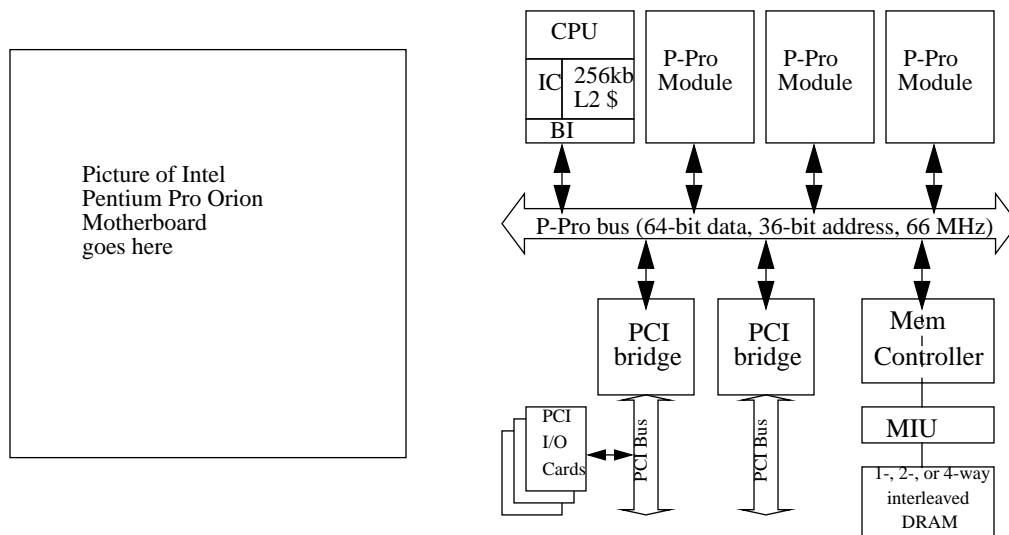 Picture of Intel
Pentium Pro Orion
Motherboard
goes here
CPU
IC
256kb
L2 $
BI
P-Pro
Module
P-Pro
Module
P-Pro
Module
P-Pro bus (64-bit data, 36-bit address, 66 MHz)
PCI
bridge
PCI
bridge
Mem
Controller
PCI
I/O
Cards
PCI Bus
PCI Bus
MIU
1-, 2-, or 4-way
interleaved
DRAM